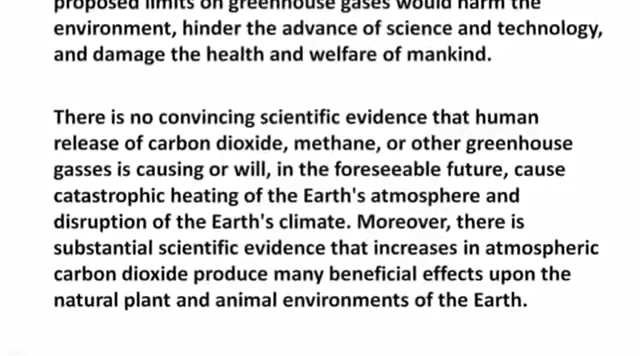 proposed limits on greenhouse gases would harm the
environment, hinder the advance of science and technology,
and damage the health and welfare of mankind.
There is no convincing scientific evidence that human
release of carbon dioxide, methane, or other greenhouse
gasses is causing or will, in the foreseeable future, cause
catastrophic heating of the Earth's atmosphere and
disruption of the Earth's climate. Moreover, there is
substantial scientific evidence that increases in atmospheric
carbon dioxide produce many beneficial effects upon the
natural plant and animal environments of the Earth.